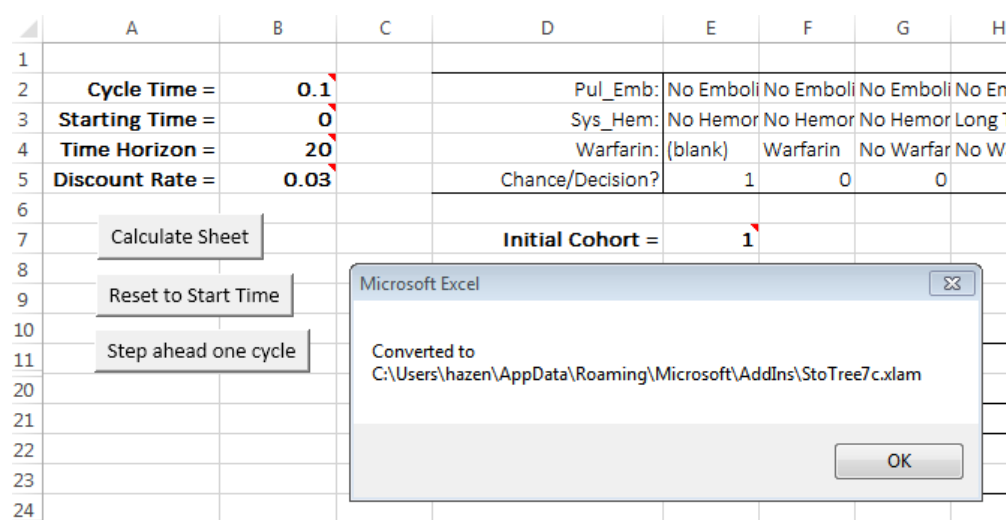 A B C D E F G H
1
2 Cycle Time = 0.1 Pul_Emb: No Emboli No Emboli No Emboli No En
3 Starting Time = 0 Sys_Hem: No Hemor No Hemor No Hemor Long T
4 Time Horizon = 20 Warfarin: (blank) Warfarin No Warfar No Wa
5 Discount Rate = 0.03 Chance/Decision? 1 0 0
6
Calculate Sheet
7 Initial Cohort = 1
8 Microsoft Excel
9 Reset to Start Time
10
Converted to
11 Step ahead one cycle
C:\Users\hazen\AppData\Roaming\Microsoft\AddIns\StoTree7c.xlam
20
21
22 OK
23
24